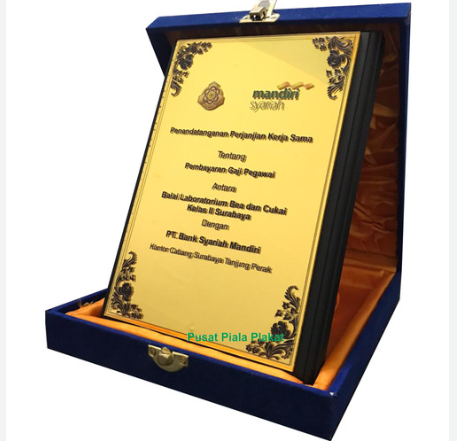 mandiri
syariah
Penandatanganan Perjanjian Kerja Sama
Tentang
Pembayaran Gaji Pegawai
Antara
Balai Laboratorium Bea dan Cukai
Kelas II Surabaya
Dengan
PT. Bank Syariah Mandiri
Kantor Cabang Surabaya Tanjung Perak
Pusat Piala Plakat